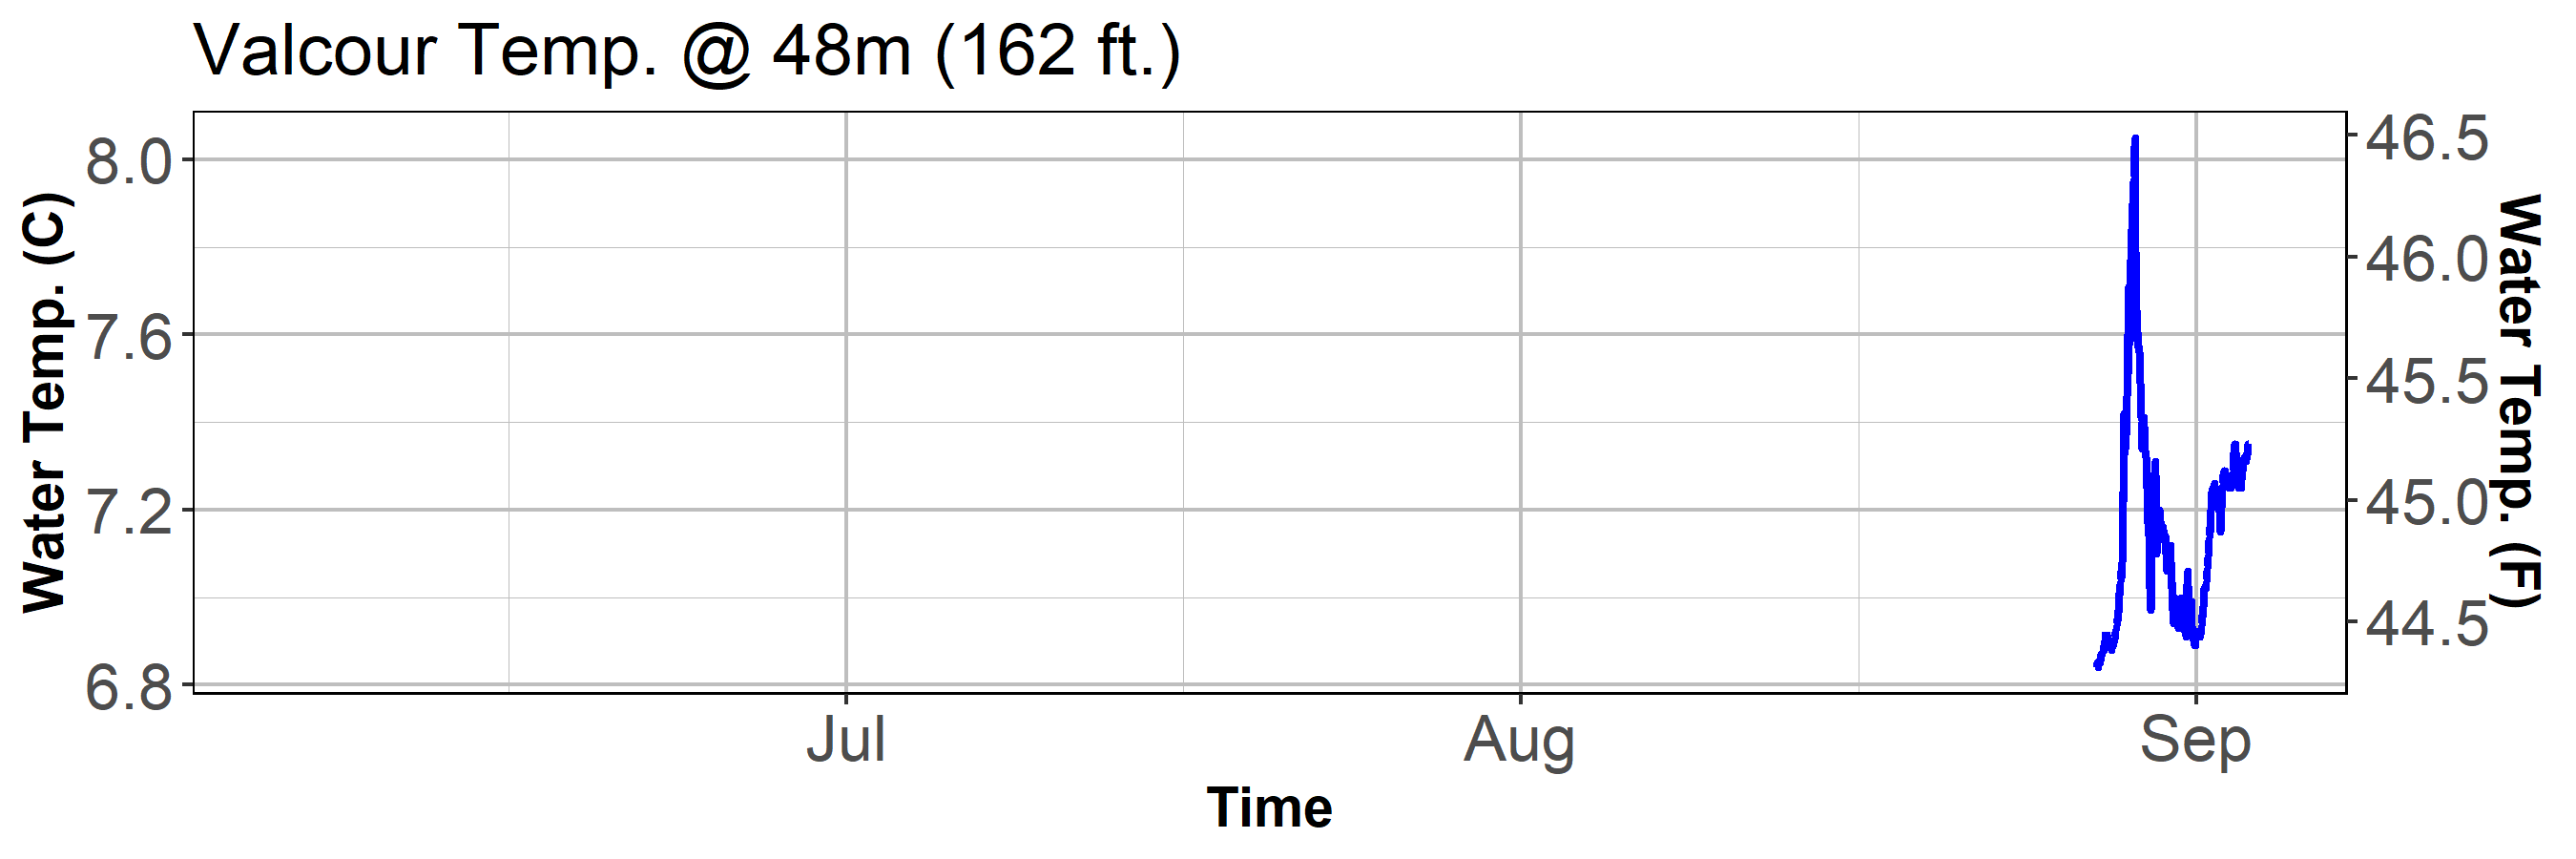 Valcour Temp. @ 48m (162 ft.)
Water Temp. (C)
8.0
7.6
7.2
6.8
46.5
46.0
45.5
45.0
44.5
Water Temp. (F)
Jul Aug Sep
Time